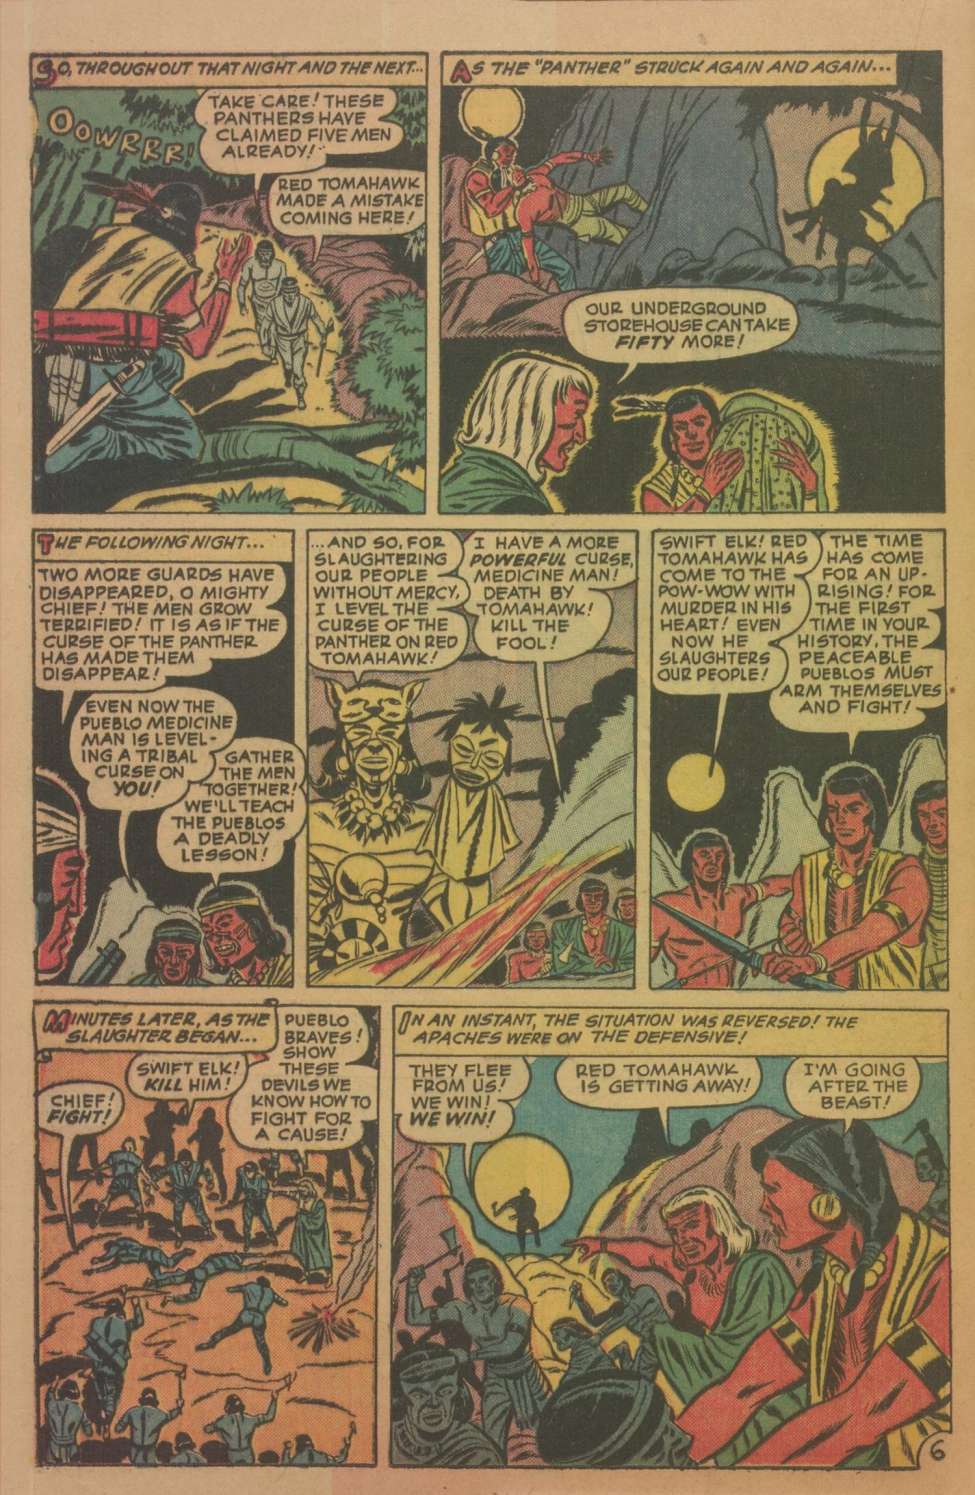 SO, THROUGHOUT THAT NIGHT AND THE NEXT...
OOWRRR!
TAKE CARE! THESE
PANTHERS HAVE
CLAIMED FIVE MEN
ALREADY!
RED TOMAHAWK
MADE A MISTAKE
COMING HERE!
AS THE "PANTHER" STRUCK AGAIN AND AGAIN...
OUR UNDERGROUND
STOREHOUSE CAN TAKE
FIFTY MORE!
THE FOLLOWING NIGHT...
TWO MORE GUARDS HAVE
DISAPPEARED, O MIGHTY
CHIEF! THE MEN GROW
TERRIFIED! IT IS AS IF THE
CURSE OF THE PANTHER
HAS MADE THEM
DISAPPEAR!
EVEN NOW THE
PUEBLO MEDICINE
MAN IS LEVEL-
ING A TRIBAL
CURSE ON
YOU!
GATHER
THE MEN
TOGETHER!
WE'LL TEACH
THE PUEBLOS
A DEADLY
LESSON!
...AND SO, FOR
SLAUGHTERING
OUR PEOPLE
WITHOUT MERCY,
I LEVEL THE
CURSE OF THE
PANTHER ON RED
TOMAHAWK!
I HAVE A MORE
POWERFUL CURSE,
MEDICINE MAN!
DEATH BY
TOMAHAWK!
KILL THE
FOOL!
SWIFT ELK! RED
TOMAHAWK HAS
COME TO THE
POW-WOW WITH
MURDER IN HIS
HEART! EVEN
NOW HE
SLAUGHTERS
OUR PEOPLE!
THE TIME
HAS COME
FOR AN UP-
RISING! FOR
THE FIRST
TIME IN YOUR
HISTORY, THE
PEACEABLE
PUEBLOS MUST
ARM THEMSELVES
AND FIGHT!
MINUTES LATER, AS THE
SLAUGHTER BEGAN...
CHIEF!
FIGHT!
SWIFT ELK!
KILL HIM!
PUEBLO
BRAVES!
SHOW
THESE
DEVILS WE
KNOW HOW TO
FIGHT FOR
A CAUSE!
IN AN INSTANT, THE SITUATION WAS REVERSED! THE
APACHES WERE ON THE DEFENSIVE!
THEY FLEE
FROM US!
WE WIN!
WE WIN!
RED TOMAHAWK
IS GETTING AWAY!
I'M GOING
AFTER THE
BEAST!
6